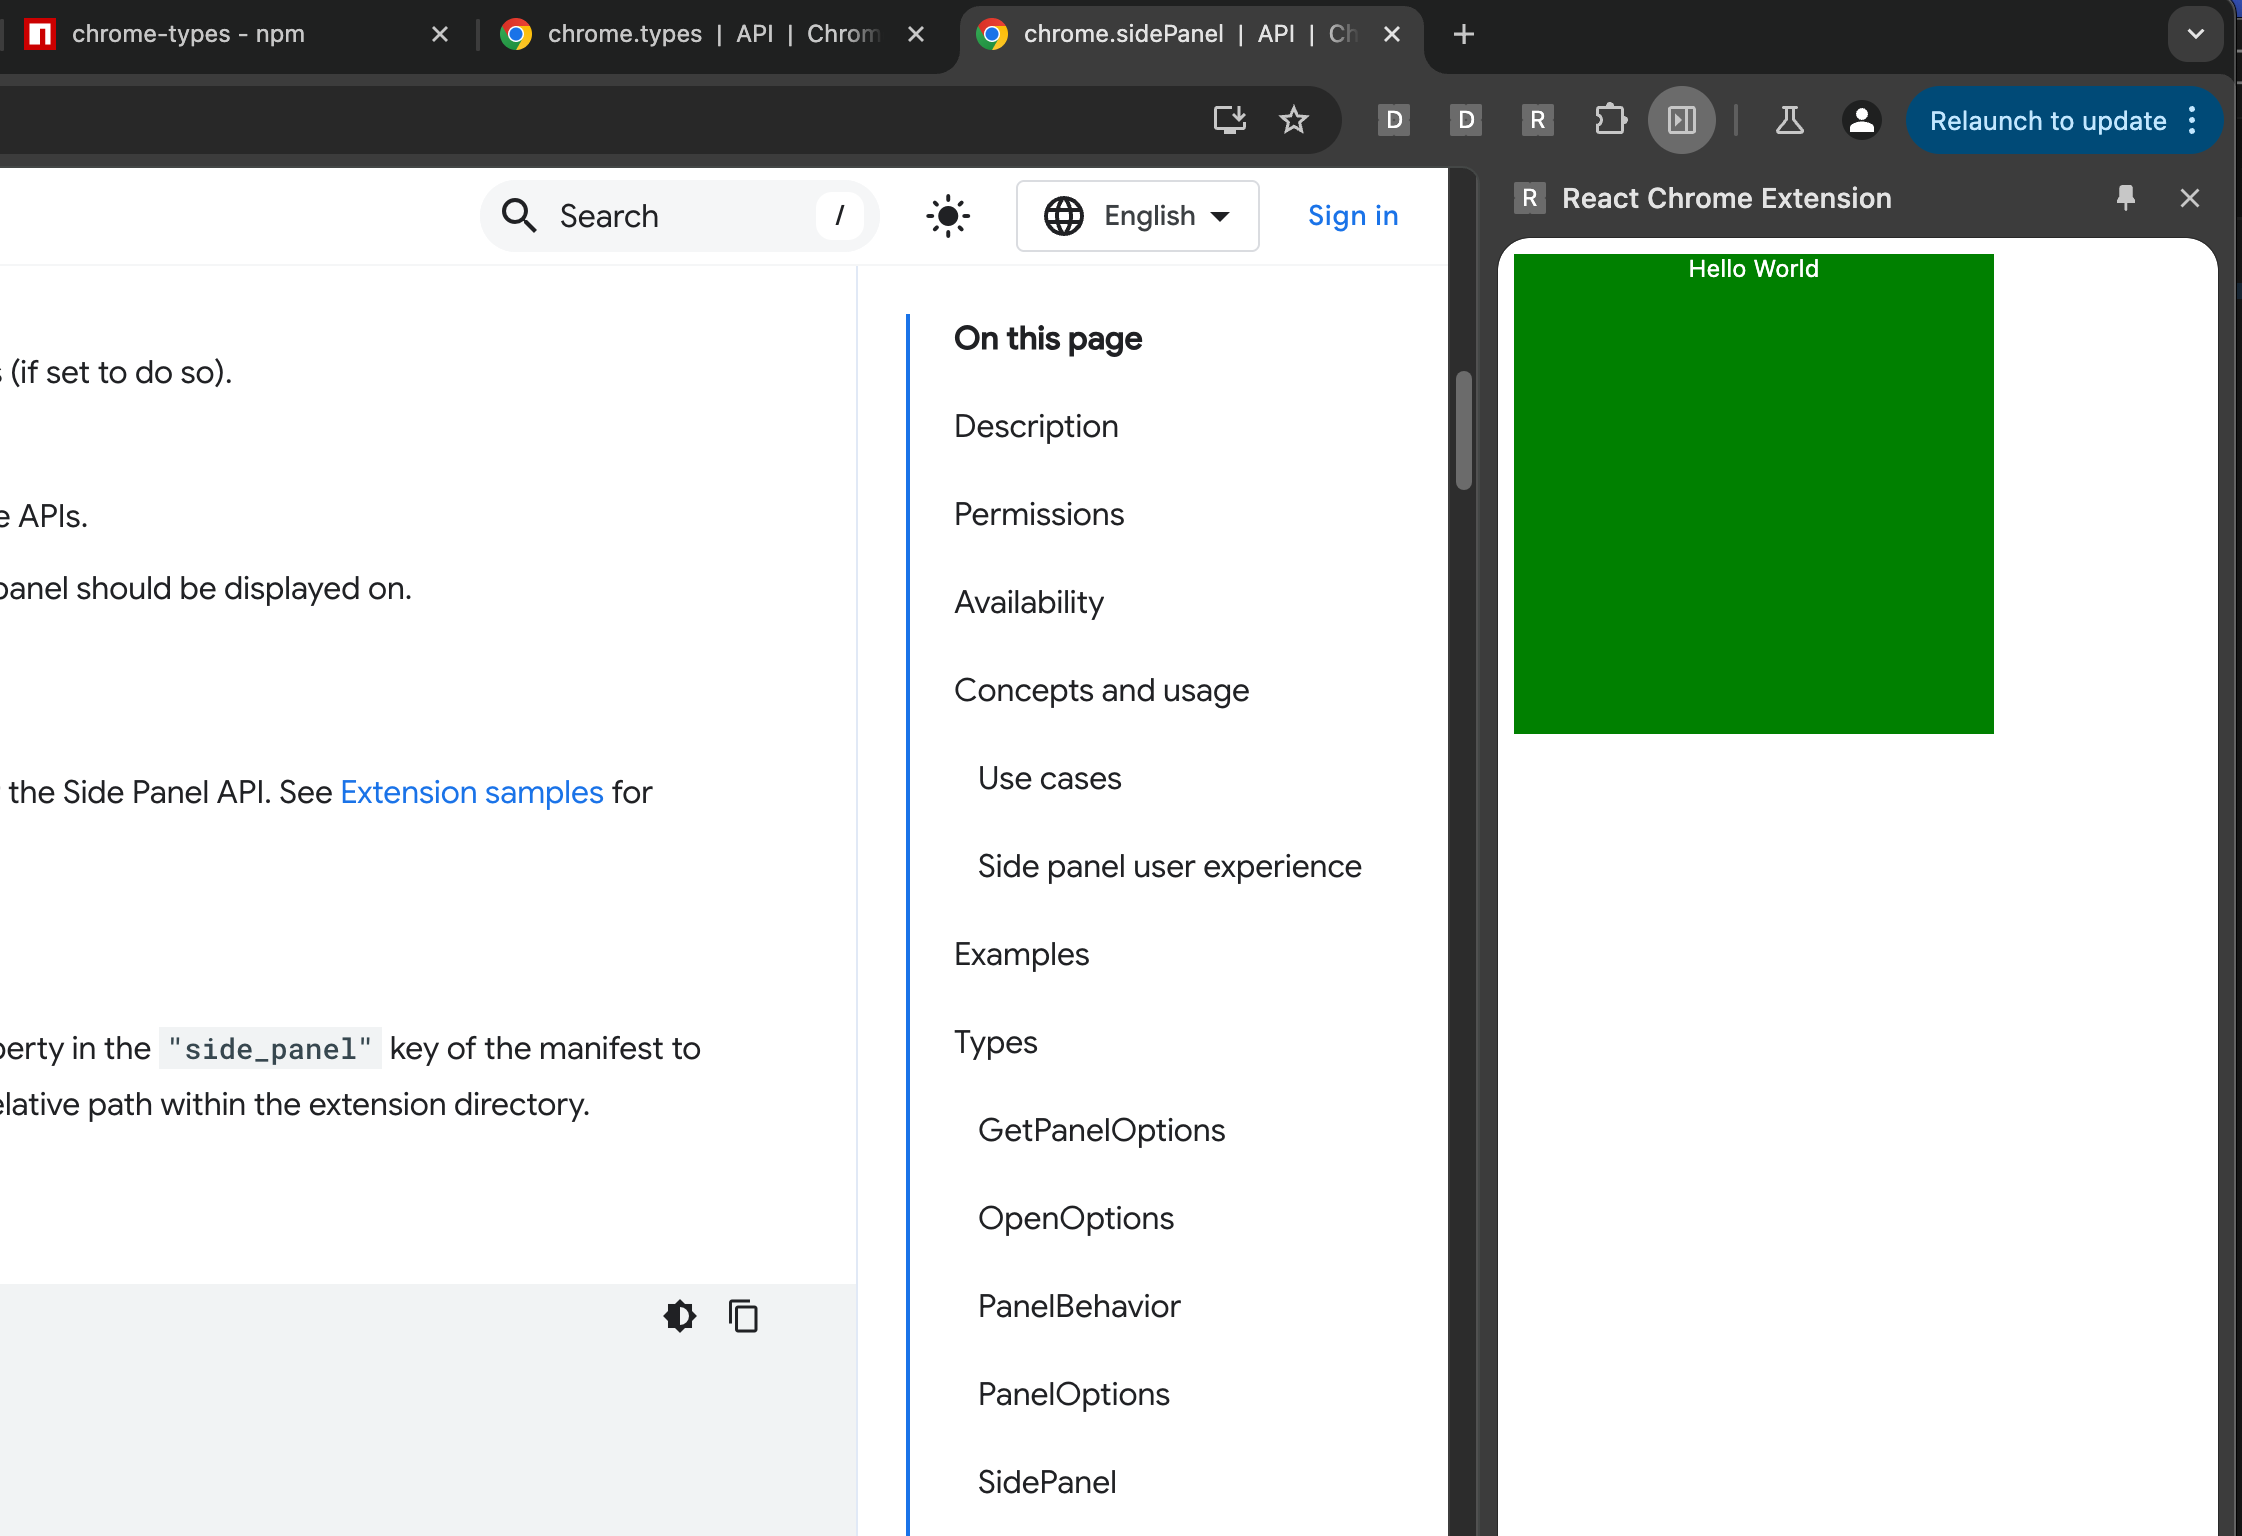 chrome-types - npm
chrome.types | API | Chrom
chrome.sidePanel | API | Ch
D
D
R
Relaunch to update
Search
/
English
Sign in
R
React Chrome Extension
Hello World
(if set to do so).
e APIs.
panel should be displayed on.
the Side Panel API. See Extension samples for
perty in the "side_panel" key of the manifest to
elative path within the extension directory.
On this page
Description
Permissions
Availability
Concepts and usage
Use cases
Side panel user experience
Examples
Types
GetPanelOptions
OpenOptions
PanelBehavior
PanelOptions
SidePanel